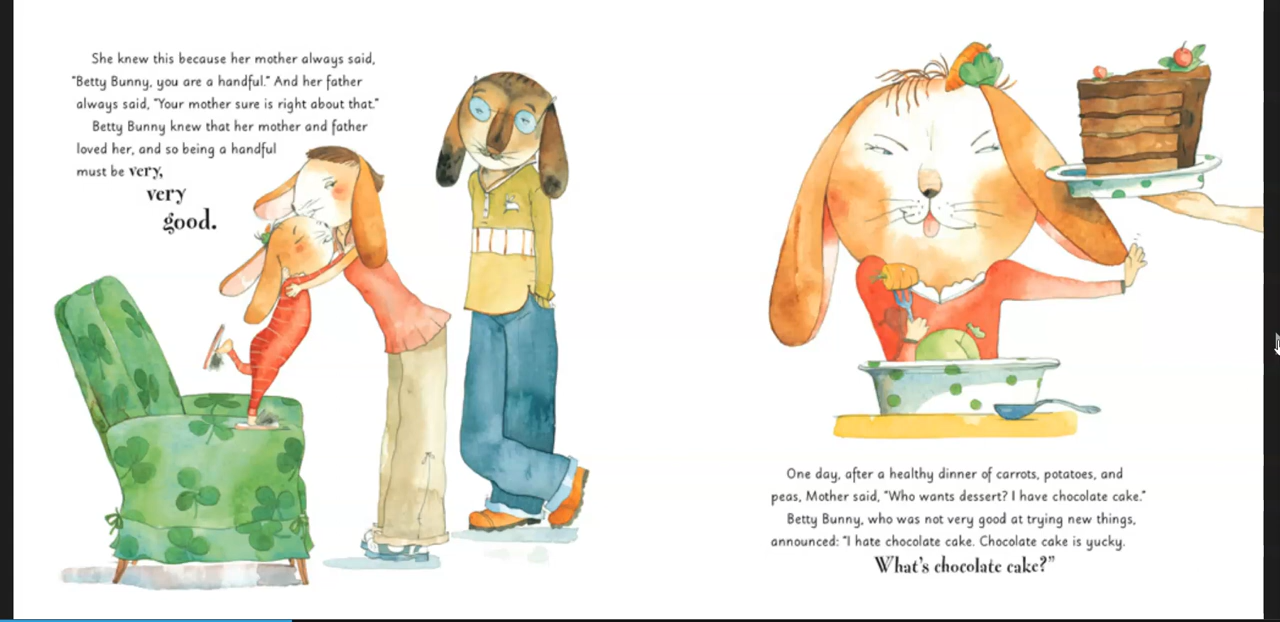 She knew this because her mother always said,
"Betty Bunny, you are a handful." And her father
always said, "Your mother sure is right about that."
Betty Bunny knew that her mother and father
loved her, and so being a handful
must be very,
very
good.
One day, after a healthy dinner of carrots, potatoes, and
peas, Mother said, "Who wants dessert? I have chocolate cake."
Betty Bunny, who was not very good at trying new things,
announced: "I hate chocolate cake. Chocolate cake is yucky.
What's chocolate cake?"